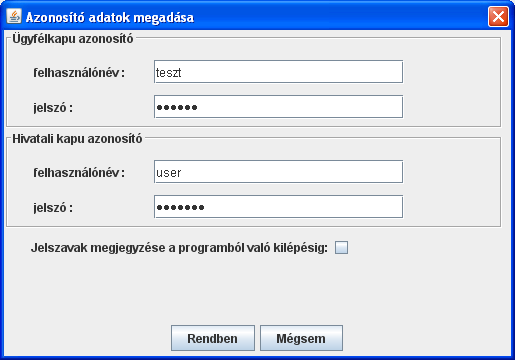 Azonosító adatok megadása
Ügyfélkapu azonosító
felhasználónév : teszt
jelszó : ••••••
Hivatali kapu azonosító
felhasználónév : user
jelszó : •••••••
Jelszavak megjegyzése a programból való kilépésig:
Rendben Mégsem